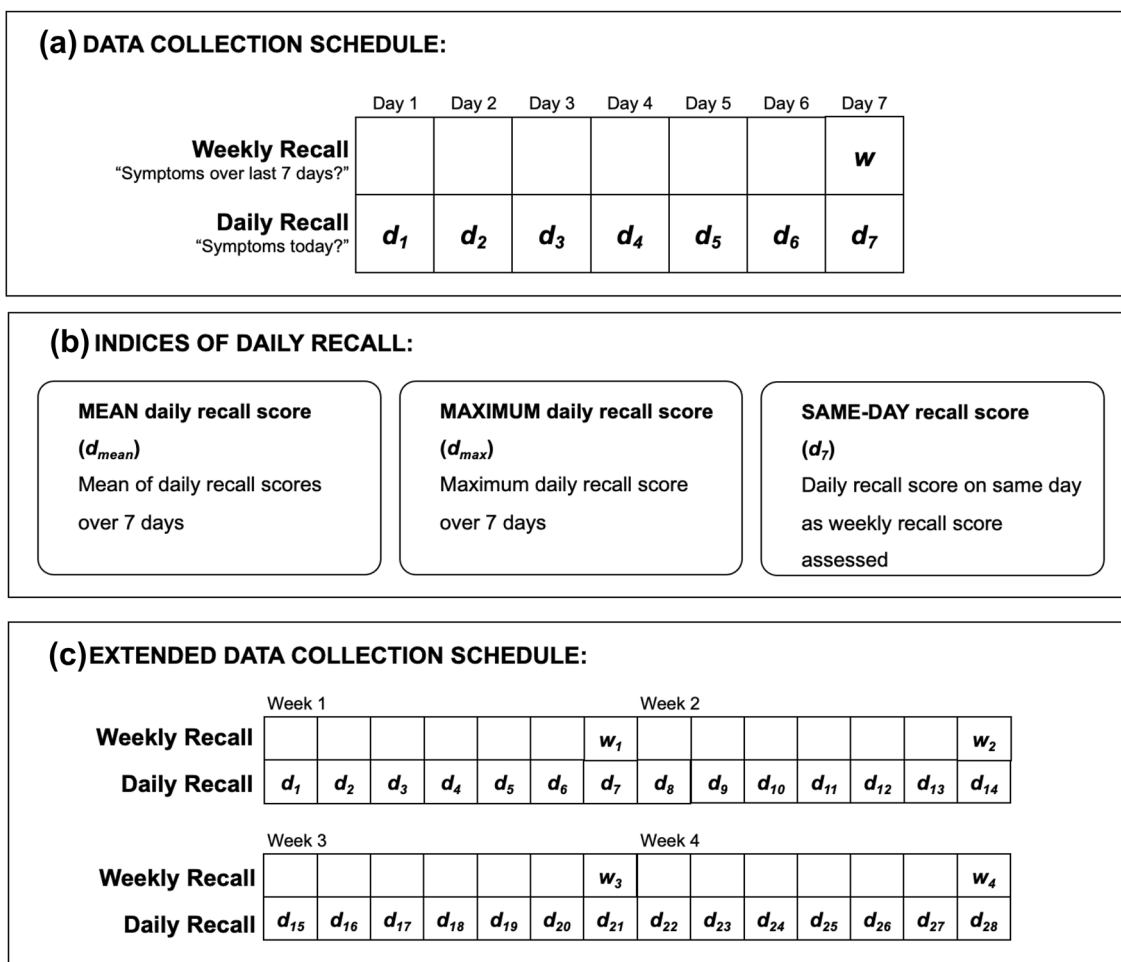 (a) DATA COLLECTION SCHEDULE:
Day 1 Day 2 Day 3 Day 4 Day 5 Day 6 Day 7
Weekly Recall
“Symptoms over last 7 days?”
w
Daily Recall
“Symptoms today?”
d1 d2 d3 d4 d5 d6 d7
(b) INDICES OF DAILY RECALL:
MEAN daily recall score
(dmean)
Mean of daily recall scores
over 7 days
MAXIMUM daily recall score
(dmax)
Maximum daily recall score
over 7 days
SAME-DAY recall score
(d7)
Daily recall score on same day
as weekly recall score
assessed
(c) EXTENDED DATA COLLECTION SCHEDULE:
Week 1 Week 2
Weekly Recall w1 w2
Daily Recall d1 d2 d3 d4 d5 d6 d7 d8 d9 d10 d11 d12 d13 d14
Week 3 Week 4
Weekly Recall w3 w4
Daily Recall d15 d16 d17 d18 d19 d20 d21 d22 d23 d24 d25 d26 d27 d28